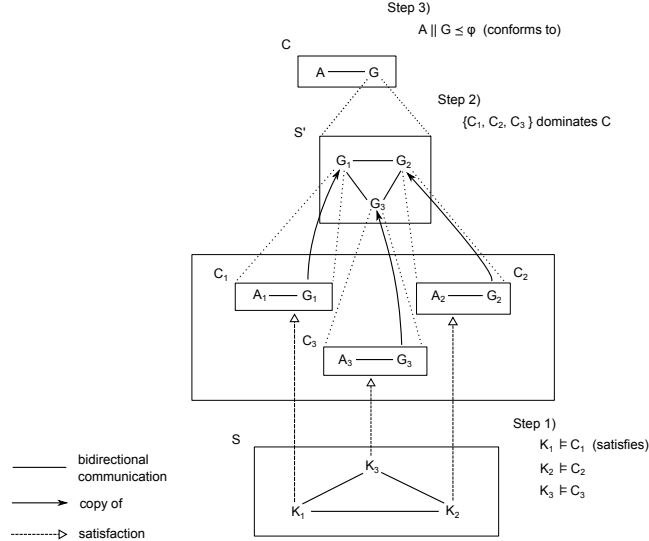 Step 3)
A || G ⪯ φ (conforms to)
C
A G
Step 2)
{C₁, C₂, C₃ } dominates C
S'
G₁ G₂
G₃
C₁ C₂
A₁ G₁ A₂ G₂
C₃
A₃ G₃
Step 1)
K₁ ⊧ C₁ (satisfies)
K₂ ⊧ C₂
K₃ ⊧ C₃
S
K₃
K₁ K₂
bidirectional
communication
copy of
satisfaction